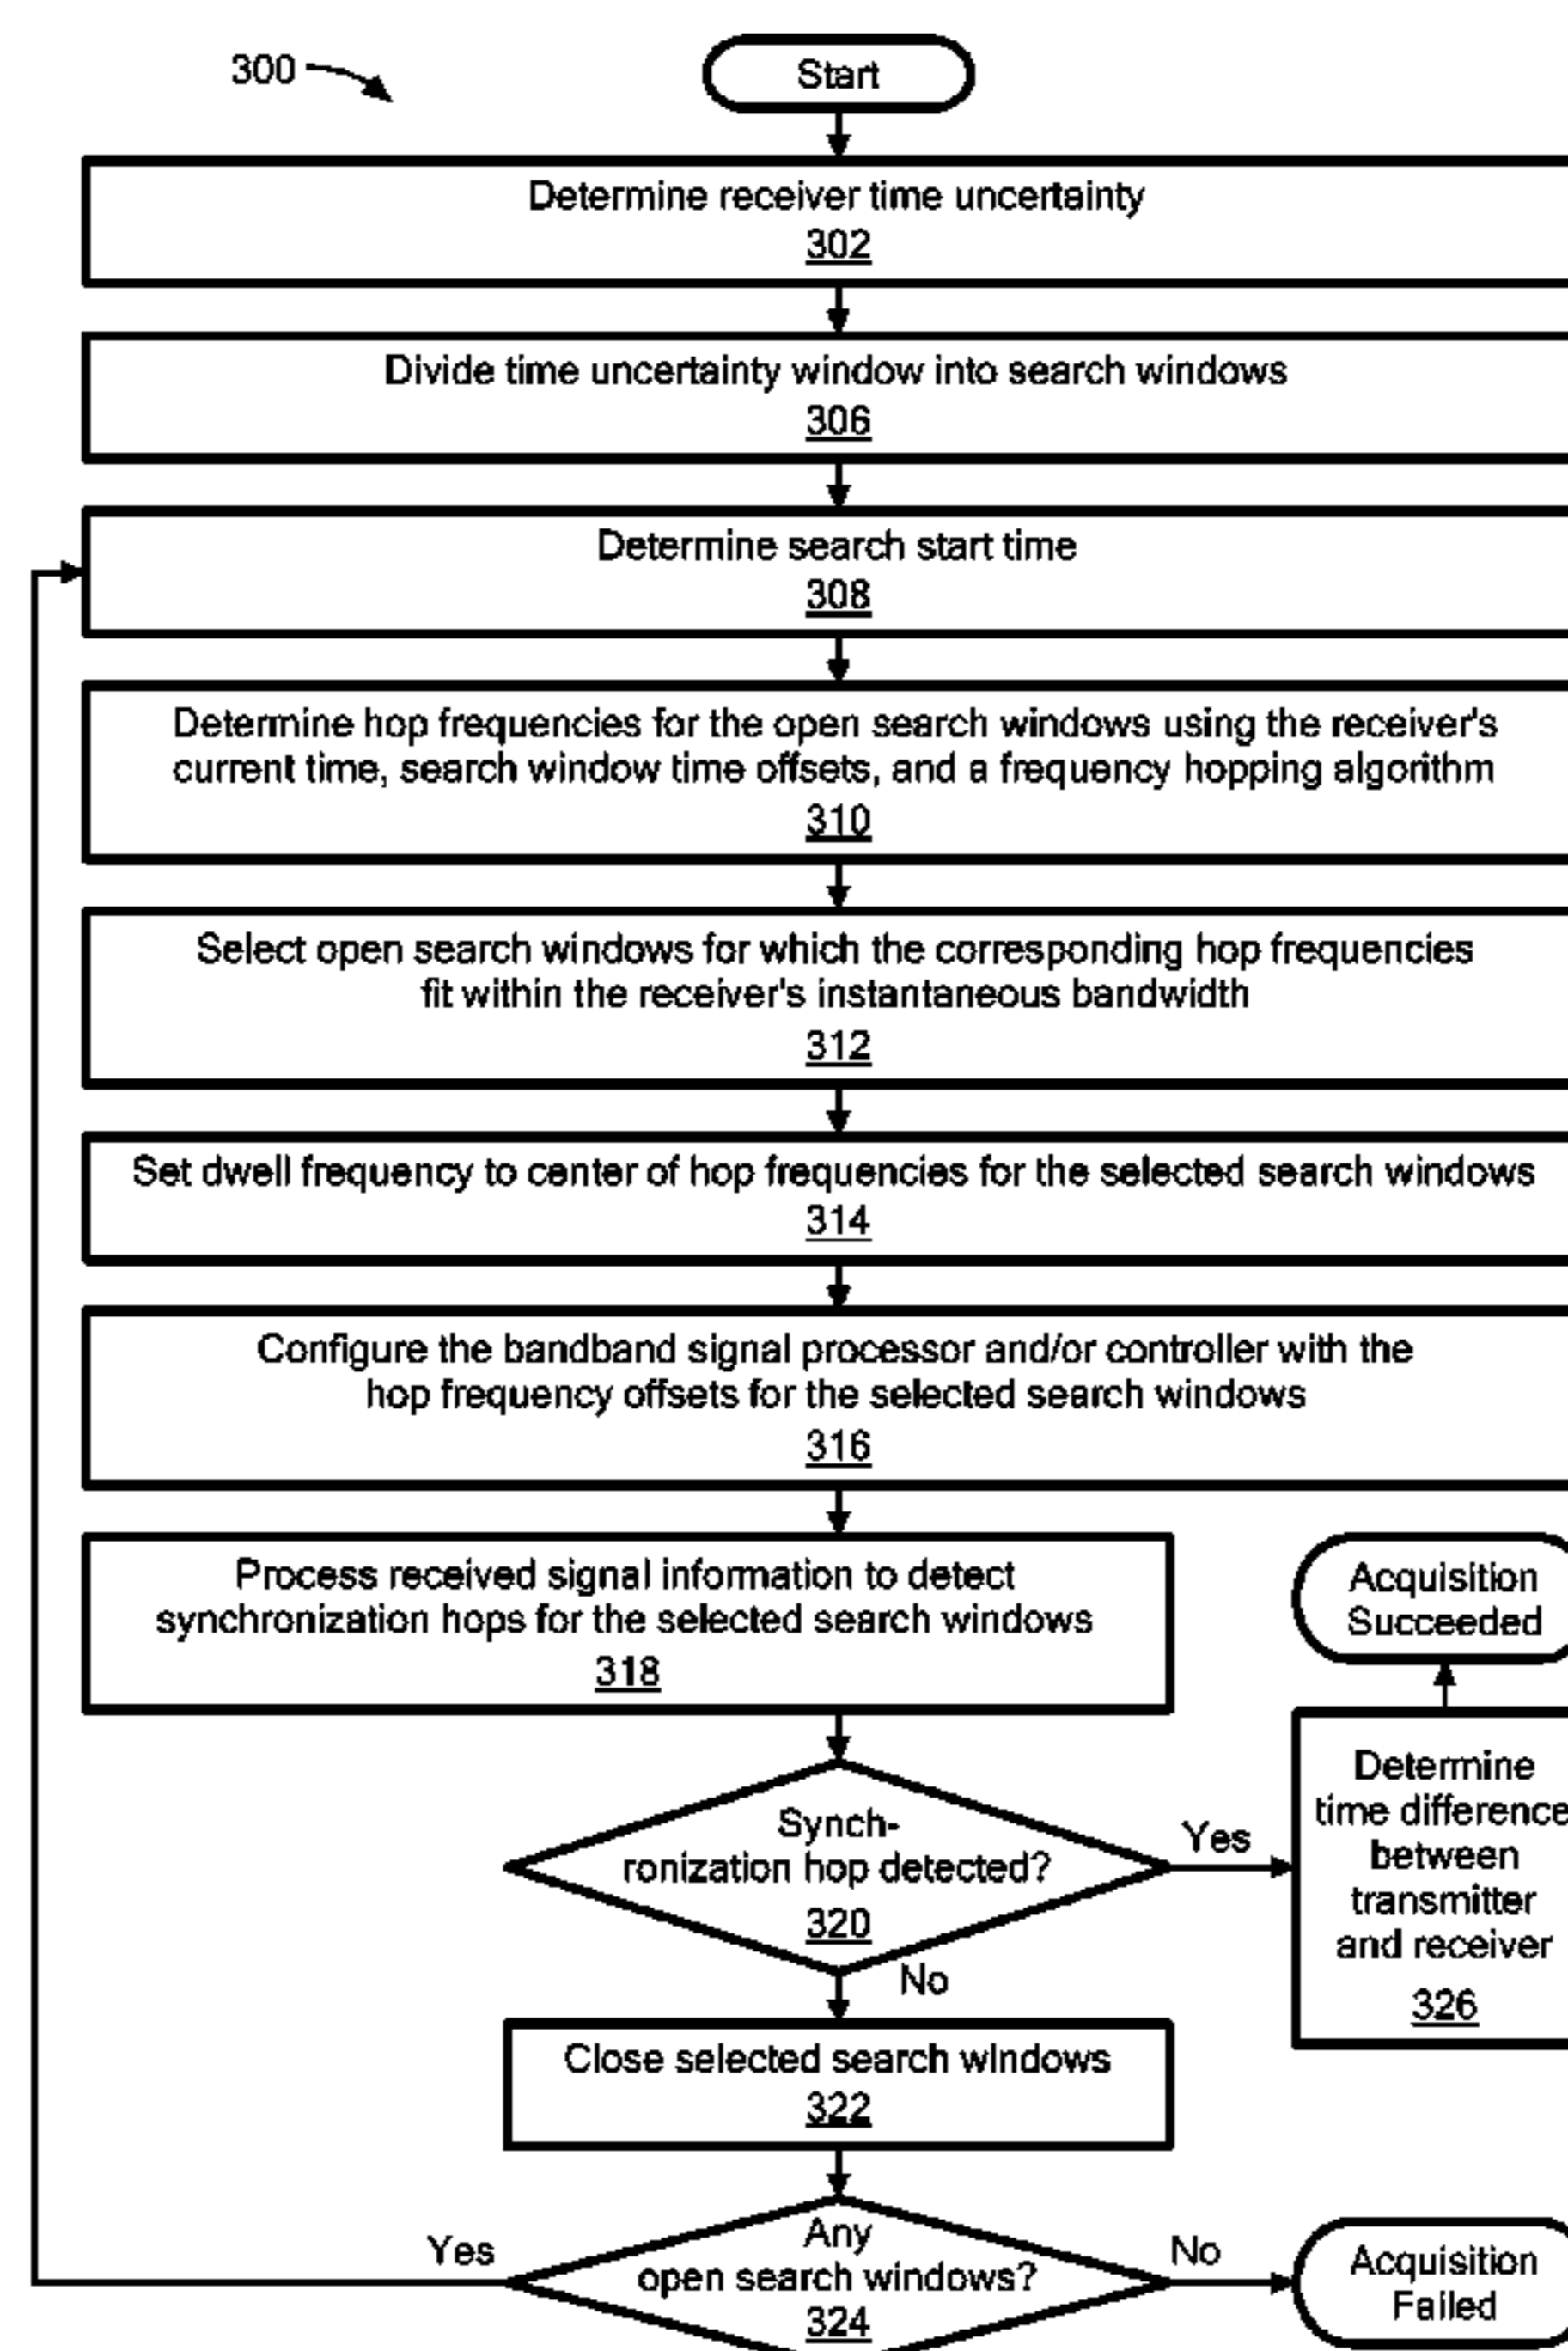 300
Start
Determine receiver time uncertainty
302
Divide time uncertainty window into search windows
306
Determine search start time
308
Determine hop frequencies for the open search windows using the receiver's
current time, search window time offsets, and a frequency hopping algorithm
310
Select open search windows for which the corresponding hop frequencies
fit within the receiver's instantaneous bandwidth
312
Set dwell frequency to center of hop frequencies for the selected search windows
314
Configure the bandband signal processor and/or controller with the
hop frequency offsets for the selected search windows
316
Process received signal information to detect
synchronization hops for the selected search windows
318
Acquisition
Succeeded
Synch-
ronization hop detected?
320
Yes
No
Determine
time difference
between
transmitter
and receiver
326
Close selected search windows
322
Any
open search windows?
324
Yes
No
Acquisition
Failed